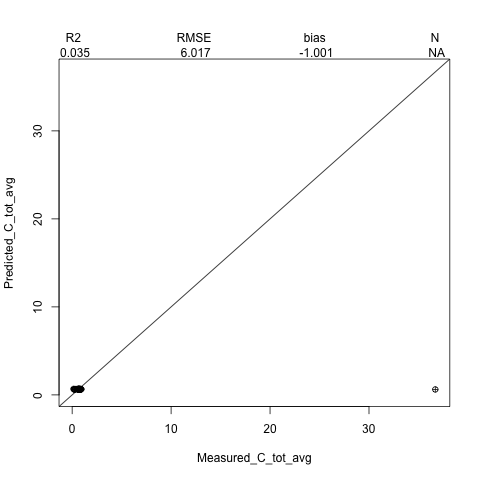 R2 RMSE bias N
0.035 6.017 -1.001 NA
30
20
10
0
Predicted_C_tot_avg
0 10 20 30
Measured_C_tot_avg